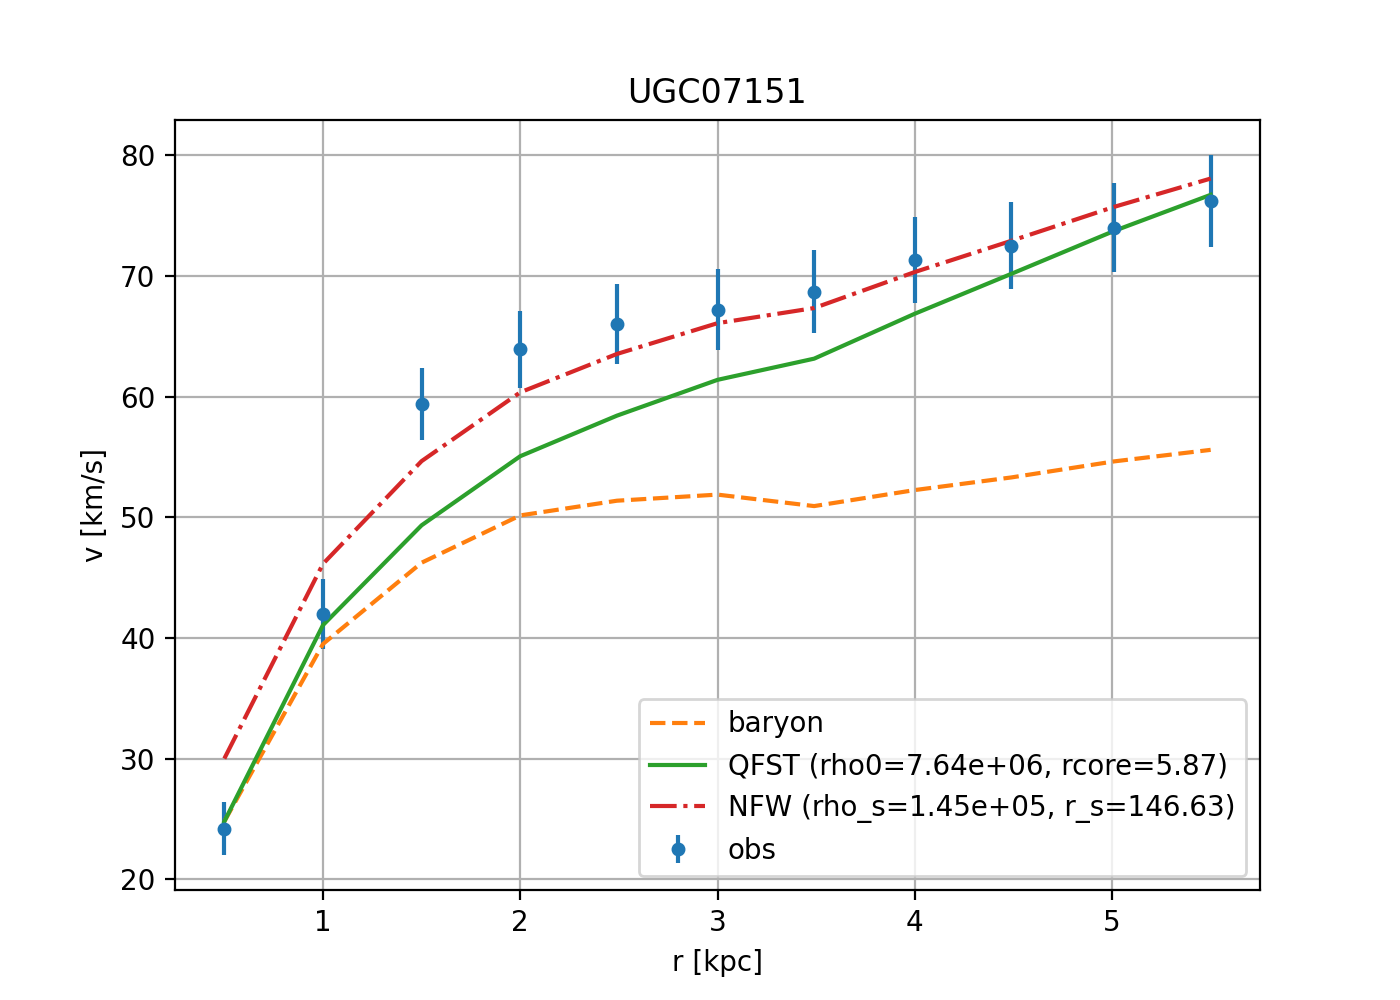 UGC07151
80
70
60
50
40
30
20
v [km/s]
baryon
QFST (rho0=7.64e+06, rcore=5.87)
NFW (rho_s=1.45e+05, r_s=146.63)
obs
1 2 3 4 5
r [kpc]